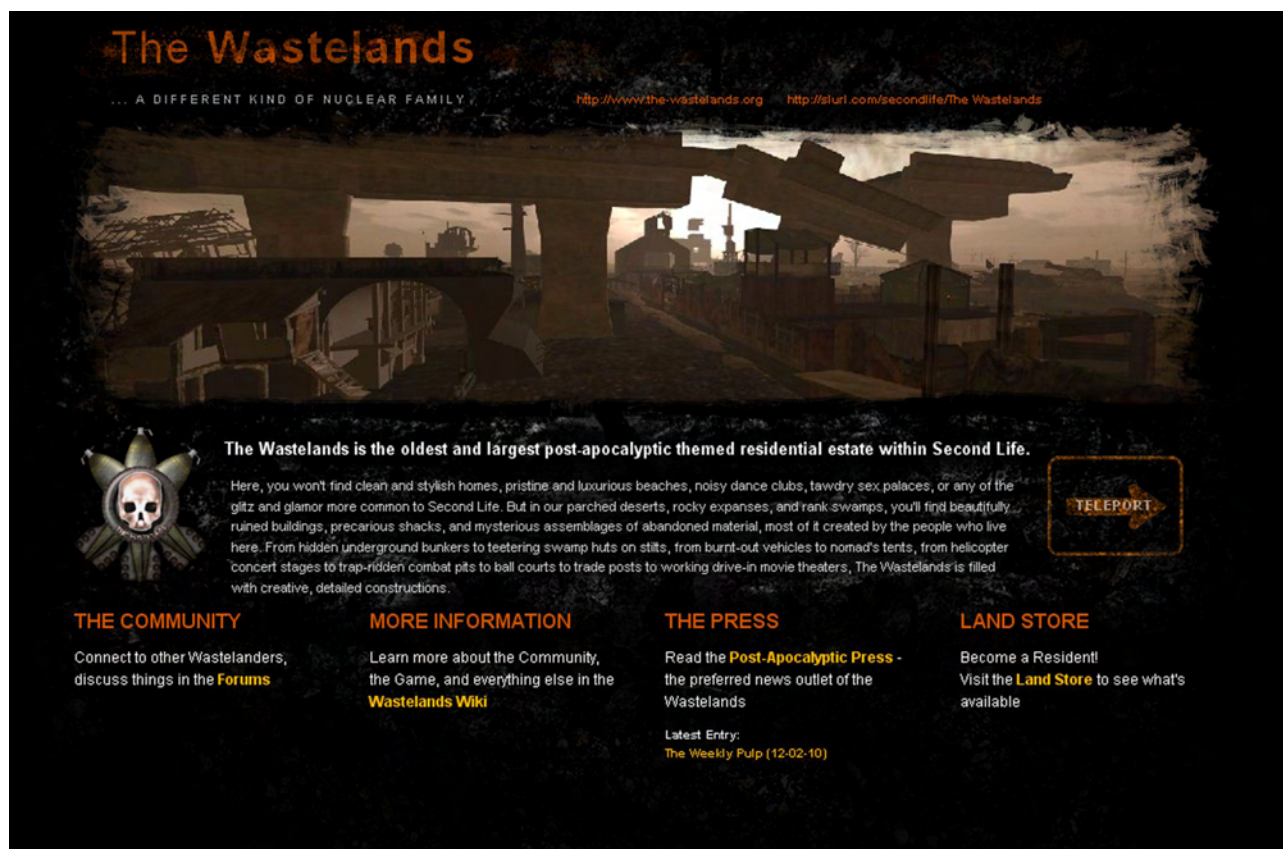 The Wastelands
... A DIFFERENT KIND OF NUCLEAR FAMILY.
http://www.the-wastelands.org http://slurl.com/secondlife/The Wastelands
The Wastelands is the oldest and largest post-apocalyptic themed residential estate within Second Life.
Here, you won't find clean and stylish homes, pristine and luxurious beaches, noisy dance clubs, tawdry sex palaces, or any of the
glitz and glamor more common to Second Life. But in our parched deserts, rocky expanses, and rank swamps, you'll find beautifully
ruined buildings, precarious shacks, and mysterious assemblages of abandoned material, most of it created by the people who live
here. From hidden underground bunkers to teetering swamp huts on stilts, from burnt-out vehicles to nomad's tents, from helicopter
concert stages to trap-ridden combat pits to ball courts to trade posts to working drive-in movie theaters, The Wastelands is filled
with creative, detailed constructions.
TELEPORT
THE COMMUNITY
Connect to other Wastelanders,
discuss things in the Forums
MORE INFORMATION
Learn more about the Community,
the Game, and everything else in the
Wastelands Wiki
THE PRESS
Read the Post-Apocalyptic Press -
the preferred news outlet of the
Wastelands
Latest Entry:
The Weekly Pulp (12-02-10)
LAND STORE
Become a Resident!
Visit the Land Store to see what's
available